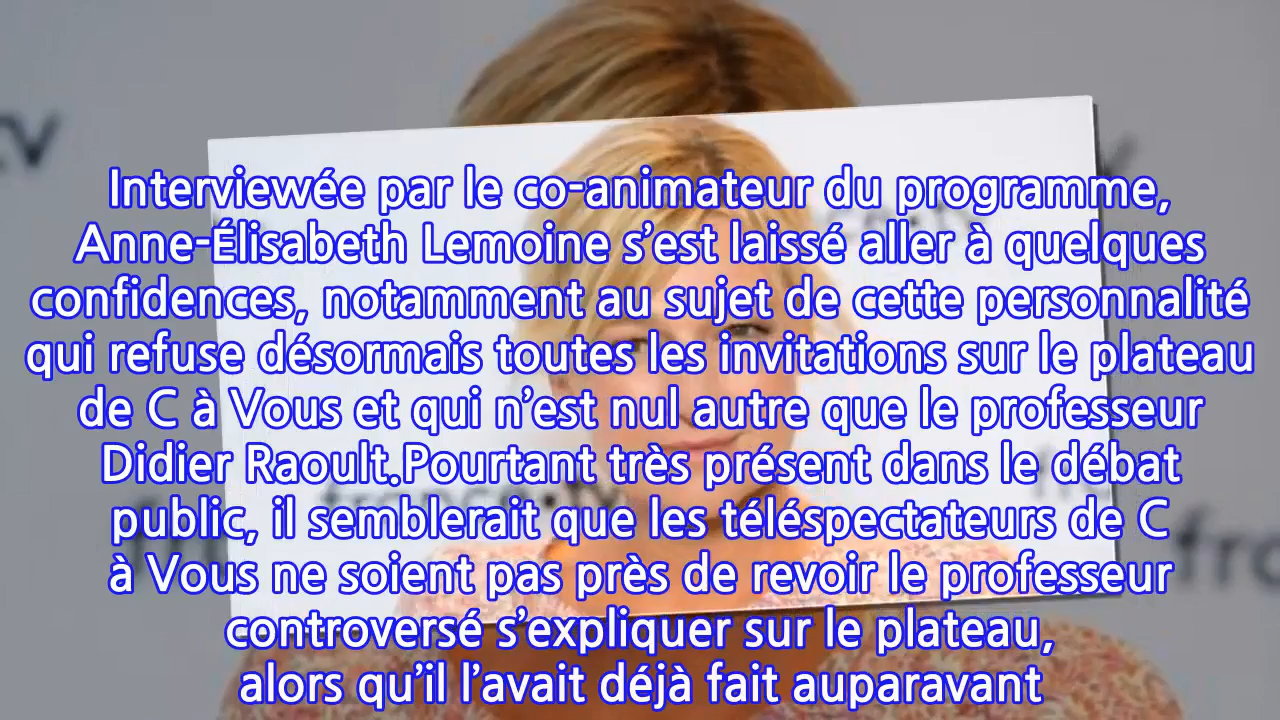 Interviewée par le co-animateur du programme,
Anne-Élisabeth Lemoine s'est laissé aller à quelques
confidences, notamment au sujet de cette personnalité
qui refuse désormais toutes les invitations sur le plateau
de C à Vous et qui n'est nul autre que le professeur
Didier Raoult.Pourtant très présent dans le débat
public, il semblerait que les téléspectateurs de C
à Vous ne soient pas près de revoir le professeur
controversé s'expliquer sur le plateau,
alors qu'il l'avait déjà fait auparavant